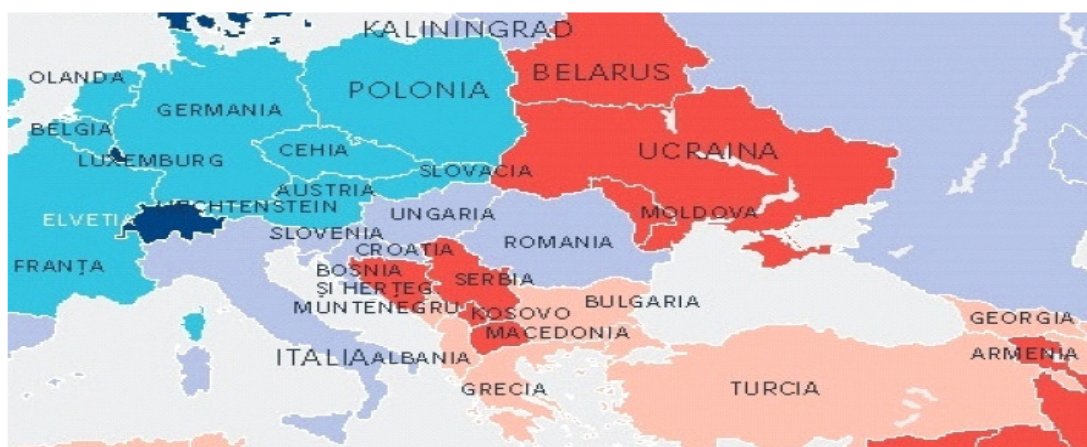 KALININGRAD
OLANDA
BELARUS
POLONIA
GERMANIA
BELGIA
CEHIA
UCRAINA
LUXEMBURG
SLOVACIA
AUSTRIA
LIECHTENSTEIN
ELVETIA
UNGARIA
MOLDOVA
SLOVENIA
ROMANIA
CROATIA
FRANȚA
BOSNIA
ȘI HERȚEG
SERBIA
MUNTENEGRU
KOSOVO
BULGARIA
GEORGIA
MACEDONIA
ITALIA
ALBANIA
ARMENIA
GRECIA
TURCIA